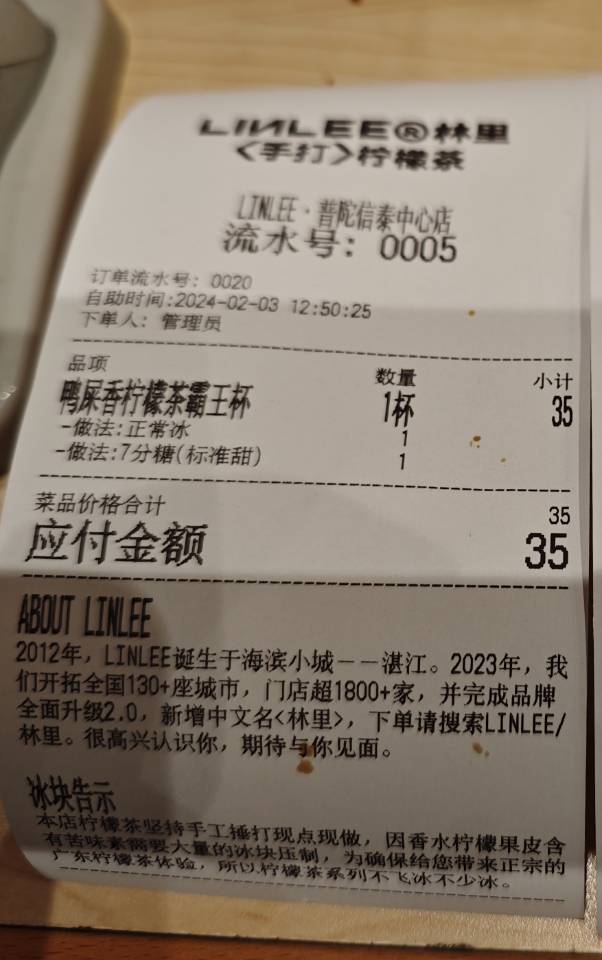 LINLEE®林里
<手打>柠檬茶
LINLEE·普陀信泰中心店
流水号: 0005
订单流水号: 0020
自助时间:2024-02-03 12:50:25
下单人: 管理员
品项 数量 小计
鸭屎香柠檬茶霸王杯 1杯 35
-做法:正常冰 1
-做法:7分糖(标准甜) 1
菜品价格合计 35
应付金额 35
ABOUT LINLEE
2012年，LINLEE诞生于海滨小城——湛江。2023年，我
们开拓全国130+座城市，门店超1800+家，并完成品牌
全面升级2.0，新增中文名<林里>，下单请搜索LINLEE/
林里。很高兴认识你，期待与你见面。
冰块告示
本店柠檬茶坚持手工捶打现点现做，因香水柠檬果皮含
有苦味素需要大量的冰块压制，为确保给您带来正宗的
广东柠檬茶体验，所以柠檬茶系列不飞冰不少冰。